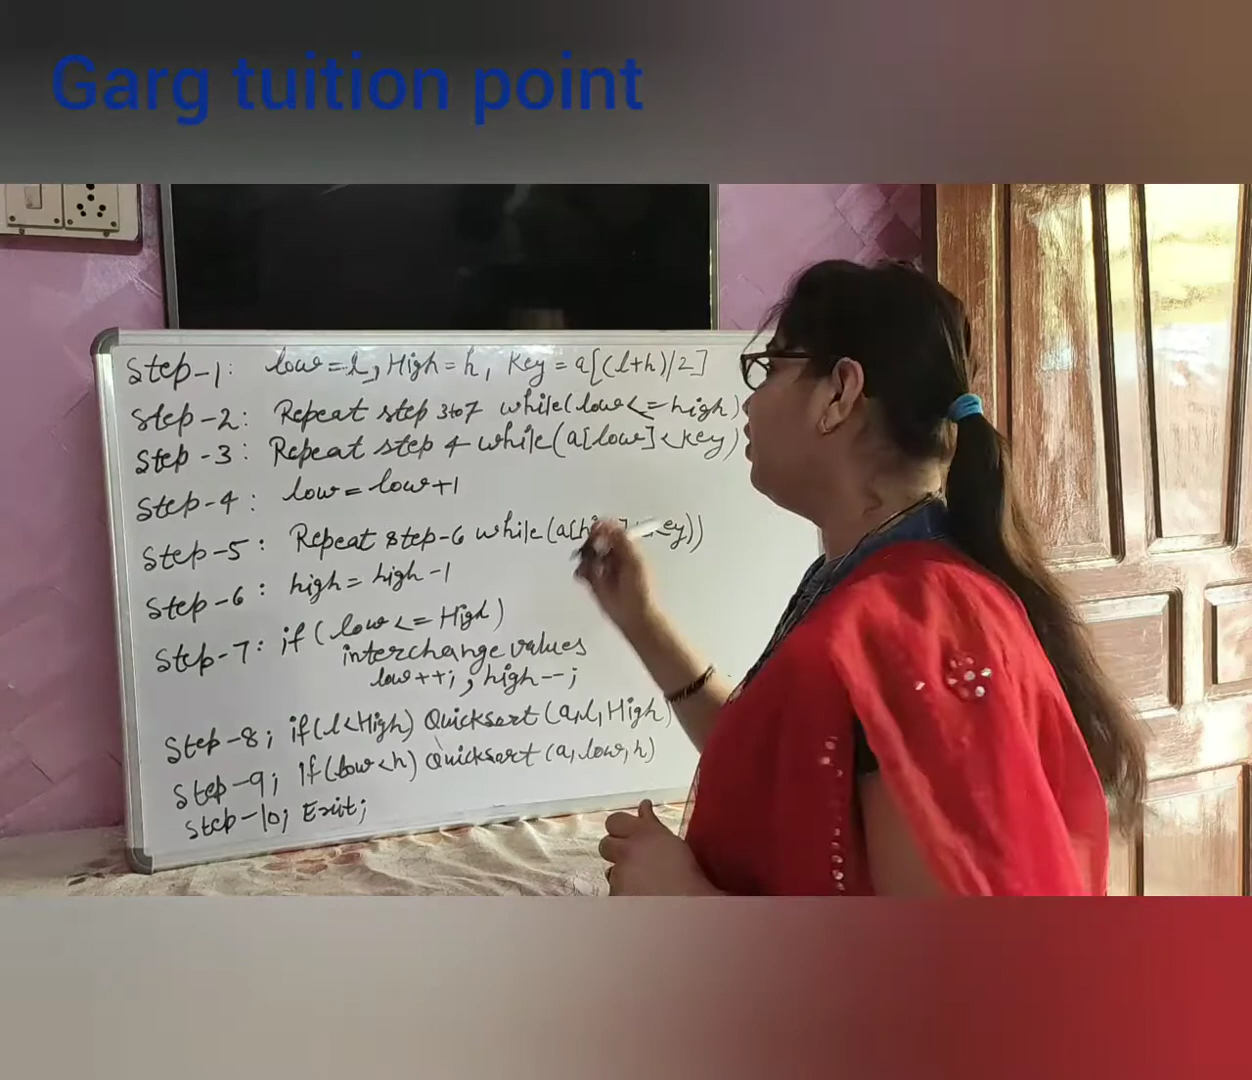 Garg tuition point
Step-1: low = l, High = h, Key = a[(l+h)/2]
Step-2: Repeat step 3to7 while(low<=high)
Step-3: Repeat step 4 while(a[low]<key)
Step-4: low = low+1
Step-5: Repeat step-6 while(a[h key))
Step-6: high = high-1
Step-7: if (low<= High)
interchange values
low++; , high--;
Step-8; if(l<High) Quicksort (a,l,High)
Step-9; if(low<h) Quicksort (a, low, h)
Step-10; Exit;